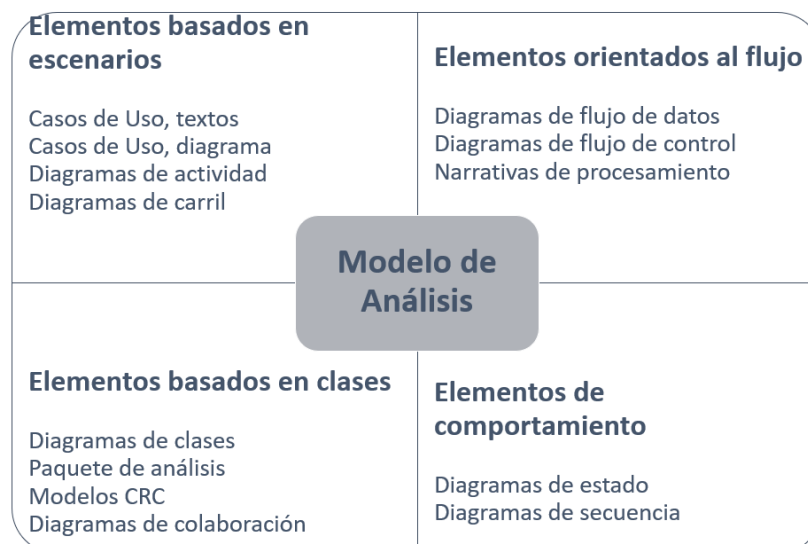 Elementos basados en
escenarios
Casos de Uso, textos
Casos de Uso, diagrama
Diagramas de actividad
Diagramas de carril
Elementos orientados al flujo
Diagramas de flujo de datos
Diagramas de flujo de control
Narrativas de procesamiento
Modelo de
Análisis
Elementos basados en clases
Diagramas de clases
Paquete de análisis
Modelos CRC
Diagramas de colaboración
Elementos de
comportamiento
Diagramas de estado
Diagramas de secuencia